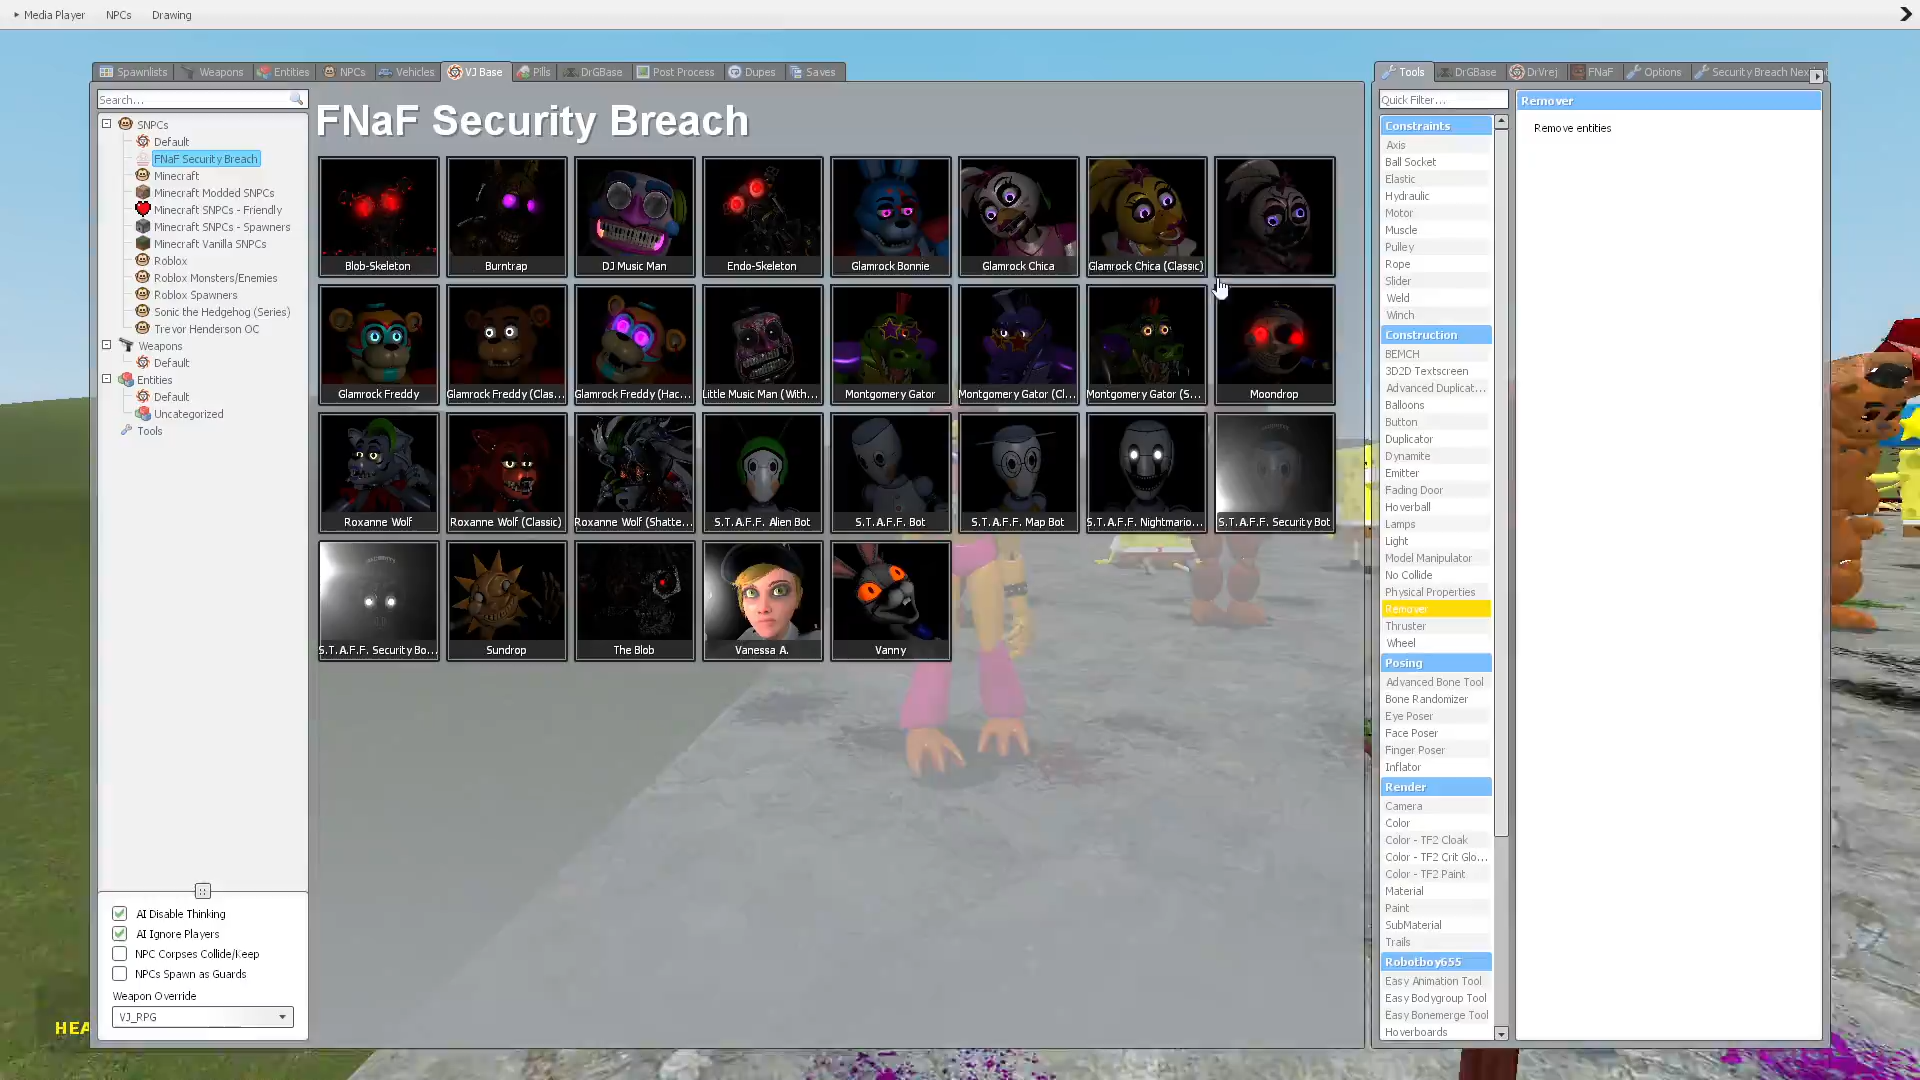 Media Player NPCs Drawing
Spawnlists Weapons Entities NPCs Vehicles VJ Base Pills DrGBase Post Process Dupes Saves
Search...
SNPCs
Default
FNaF Security Breach
Minecraft
Minecraft Modded SNPCs
Minecraft SNPCs - Friendly
Minecraft SNPCs - Spawners
Minecraft Vanilla SNPCs
Roblox
Roblox Monsters/Enemies
Roblox Spawners
Sonic the Hedgehog (Series)
Trevor Henderson OC
Weapons
Default
Entities
Default
Uncategorized
Tools
AI Disable Thinking
AI Ignore Players
NPC Corpses Collide/Keep
NPCs Spawn as Guards
Weapon Override
VJ_RPG
HEA
FNaF Security Breach
Blob-Skeleton Burntrap DJ Music Man Endo-Skeleton Glamrock Bonnie Glamrock Chica Glamrock Chica (Classic)
Glamrock Freddy Glamrock Freddy (Clas... Glamrock Freddy (Hac... Little Music Man (With... Montgomery Gator Montgomery Gator (Cl... Montgomery Gator (S... Moondrop
Roxanne Wolf Roxanne Wolf (Classic) Roxanne Wolf (Shatte... S.T.A.F.F. Alien Bot S.T.A.F.F. Bot S.T.A.F.F. Map Bot S.T.A.F.F. Nightmario... S.T.A.F.F. Security Bot
S.T.A.F.F. Security Bo... Sundrop The Blob Vanessa A. Vanny
Tools DrGBase DrVrej FNaF Options Security Breach
Quick Filter...
Constraints
Axis
Ball Socket
Elastic
Hydraulic
Motor
Muscle
Pulley
Rope
Slider
Weld
Winch
Construction
BEMCH
3D2D Textscreen
Advanced Duplicat...
Balloons
Button
Duplicator
Dynamite
Emitter
Fading Door
Hoverball
Lamps
Light
Model Manipulator
No Collide
Physical Properties
Remover
Thruster
Wheel
Posing
Advanced Bone Tool
Bone Randomizer
Eye Poser
Face Poser
Finger Poser
Inflator
Render
Camera
Color
Color - TF2 Cloak
Color - TF2 Crit Glo...
Color - TF2 Paint
Material
Paint
SubMaterial
Trails
Robotboy655
Easy Animation Tool
Easy Bodygroup Tool
Easy Bonemerge Tool
Hoverboards
Remover
Remove entities